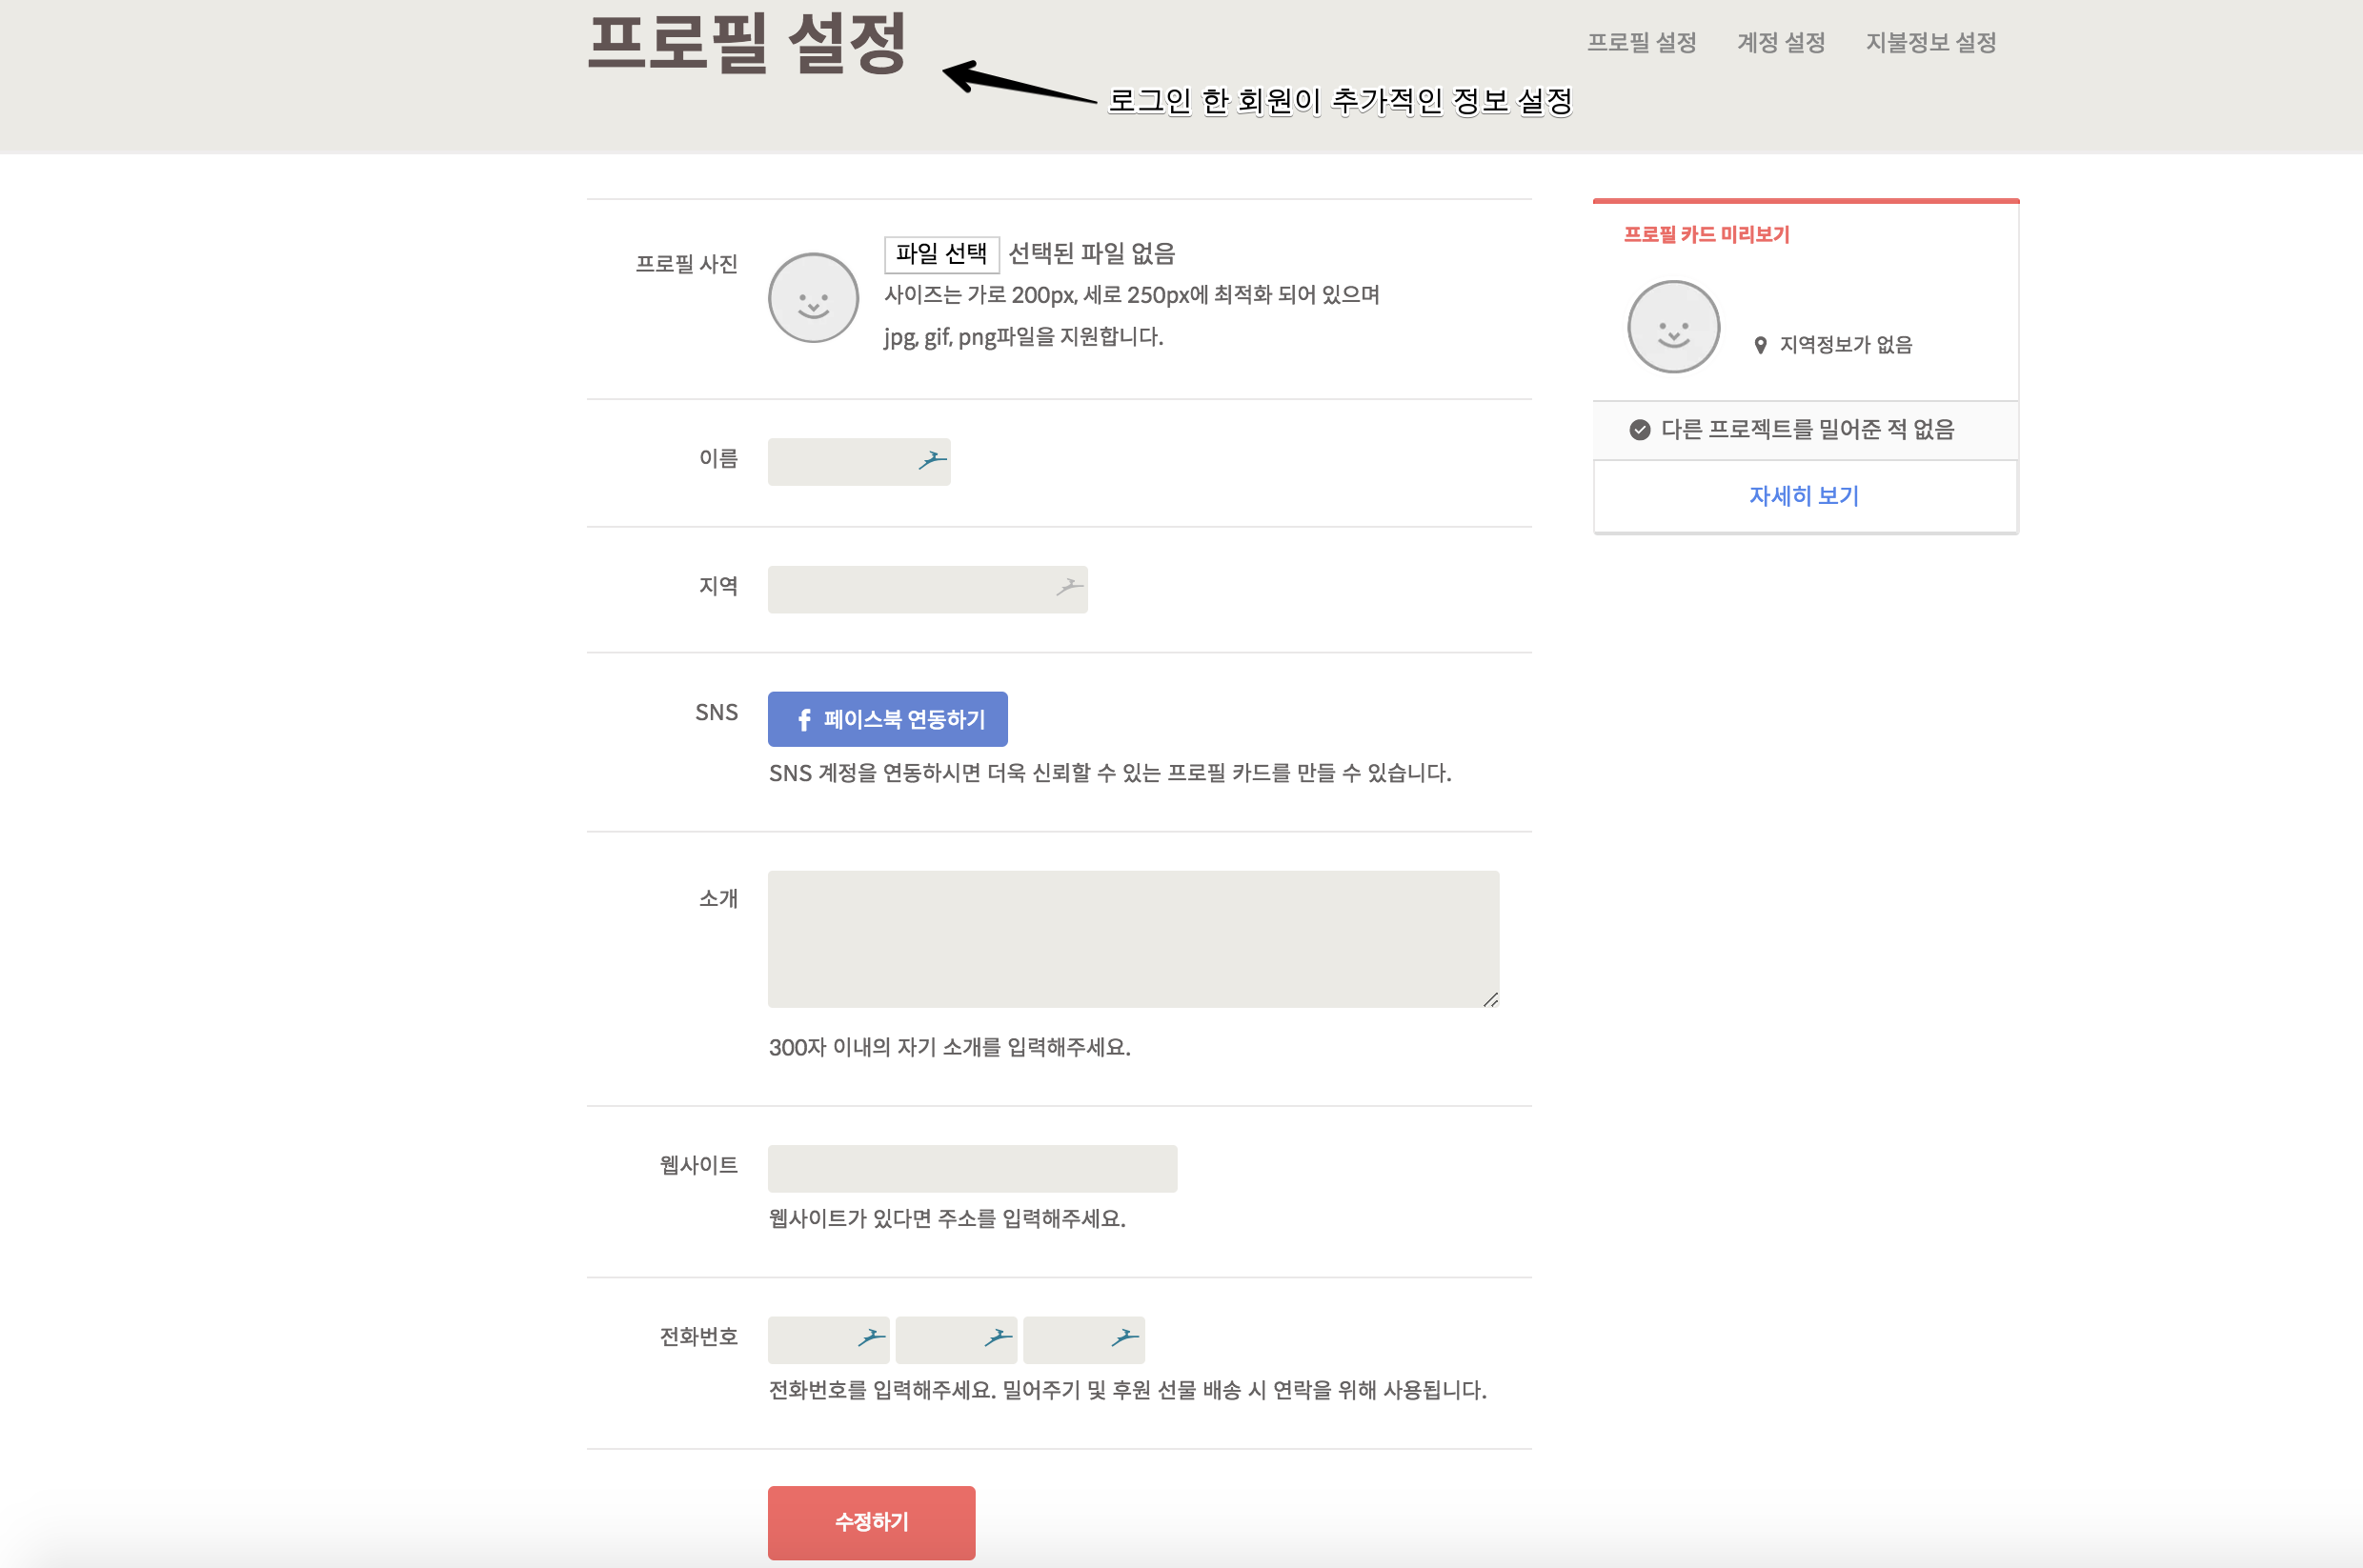 프로필 설정
프로필 설정 계정 설정 지불정보 설정
로그인 한 회원이 추가적인 정보 설정
프로필 사진
파일 선택 선택된 파일 없음
사이즈는 가로 200px, 세로 250px에 최적화 되어 있으며
jpg, gif, png파일을 지원합니다.
프로필 카드 미리보기
지역정보가 없음
다른 프로젝트를 밀어준 적 없음
자세히 보기
이름
지역
SNS
f 페이스북 연동하기
SNS 계정을 연동하시면 더욱 신뢰할 수 있는 프로필 카드를 만들 수 있습니다.
소개
300자 이내의 자기 소개를 입력해주세요.
웹사이트
웹사이트가 있다면 주소를 입력해주세요.
전화번호
전화번호를 입력해주세요. 밀어주기 및 후원 선물 배송 시 연락을 위해 사용됩니다.
수정하기